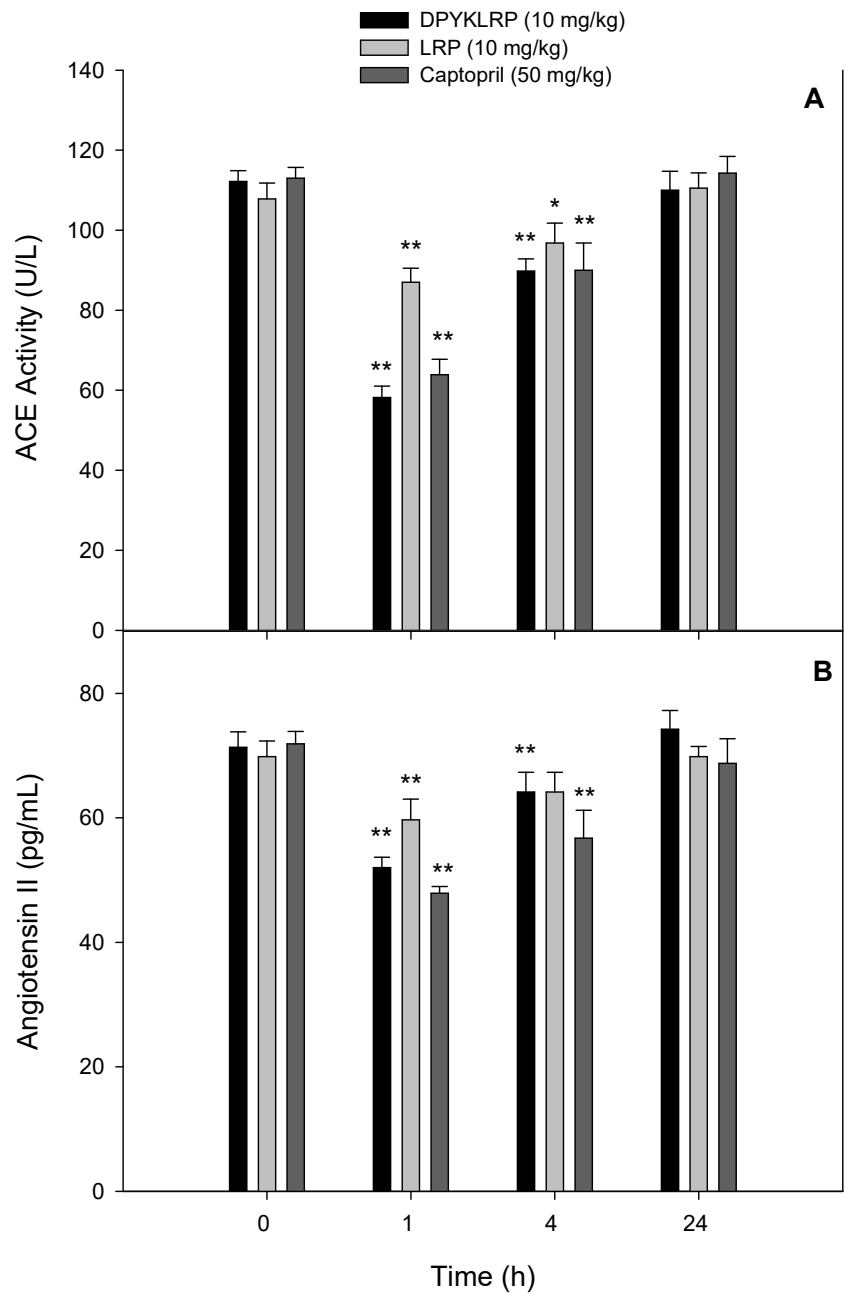 DPYKLRP (10 mg/kg)
LRP (10 mg/kg)
Captopril (50 mg/kg)
A
ACE Activity (U/L)
140
120
100
80
60
40
20
0
**
**
**
**
*
**
B
Angiotensin II (pg/mL)
80
60
40
20
0
**
**
**
**
**
0 1 4 24
Time (h)